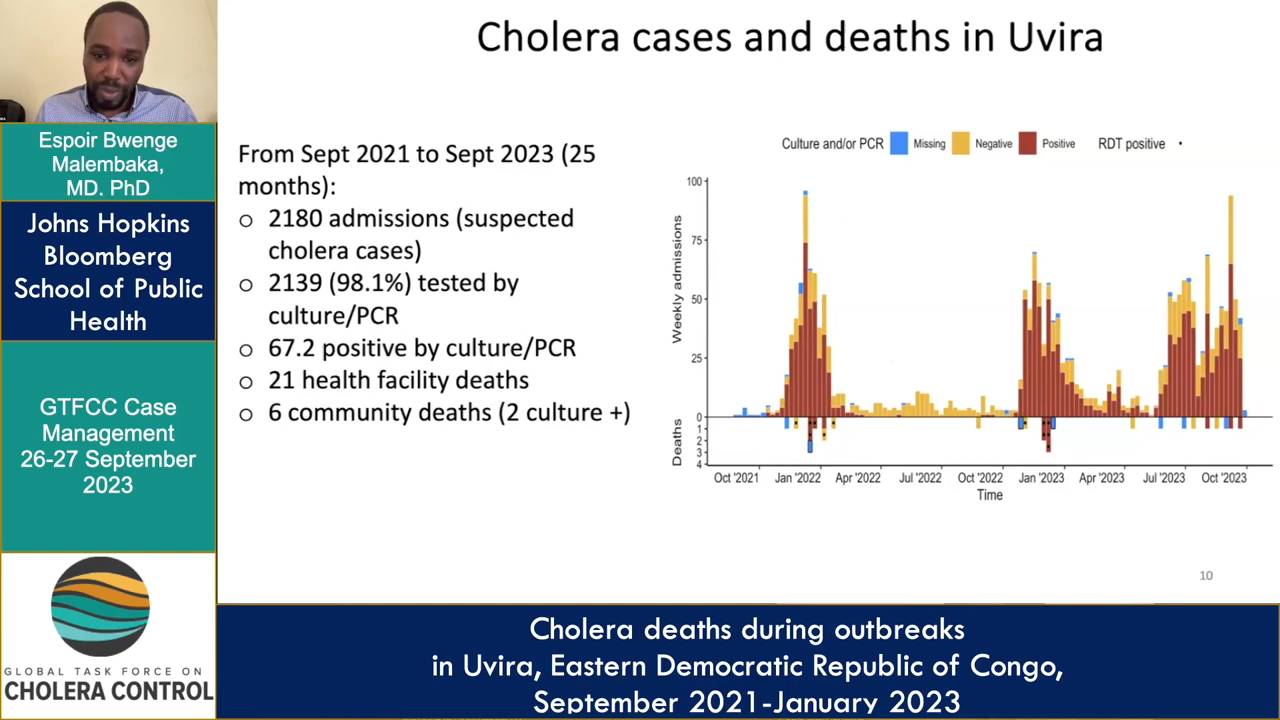 Cholera cases and deaths in Uvira
Espoir Bwenge
Malembaka,
MD. PhD
Johns Hopkins
Bloomberg
School of Public
Health
GTFCC Case
Management
26-27 September
2023
GLOBAL TASK FORCE ON
CHOLERA CONTROL
From Sept 2021 to Sept 2023 (25
months):
o 2180 admissions (suspected
cholera cases)
o 2139 (98.1%) tested by
culture/PCR
o 67.2 positive by culture/PCR
o 21 health facility deaths
o 6 community deaths (2 culture +)
Culture and/or PCR Missing Negative Positive RDT positive
Weekly admissions
100
75
50
25
0
Deaths
1
2
3
4
Oct '2021 Jan '2022 Apr '2022 Jul '2022 Oct '2022 Jan '2023 Apr '2023 Jul '2023 Oct '2023
Time
10
Cholera deaths during outbreaks
in Uvira, Eastern Democratic Republic of Congo,
September 2021-January 2023